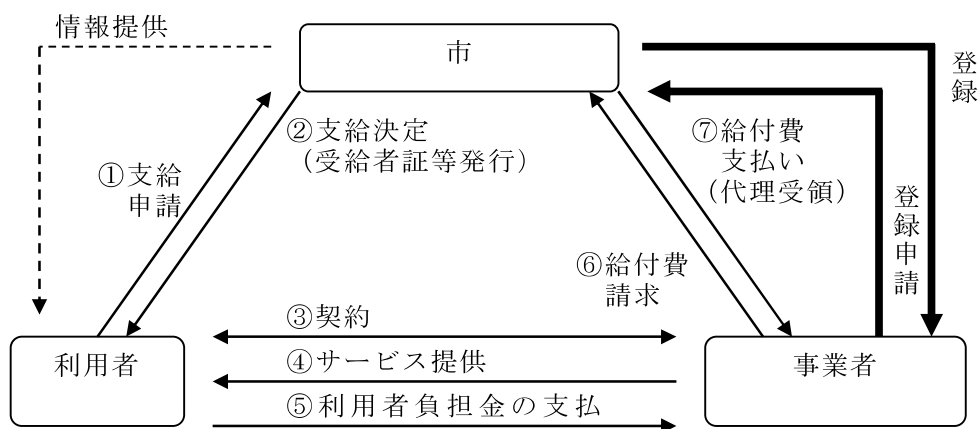 情報提供
市
登録
②支給決定
（受給者証等発行）
⑦給付費
支払い
（代理受領）
①支給
申請
登録申請
⑥給付費
請求
③契約
利用者
④サービス提供
事業者
⑤利用者負担金の支払